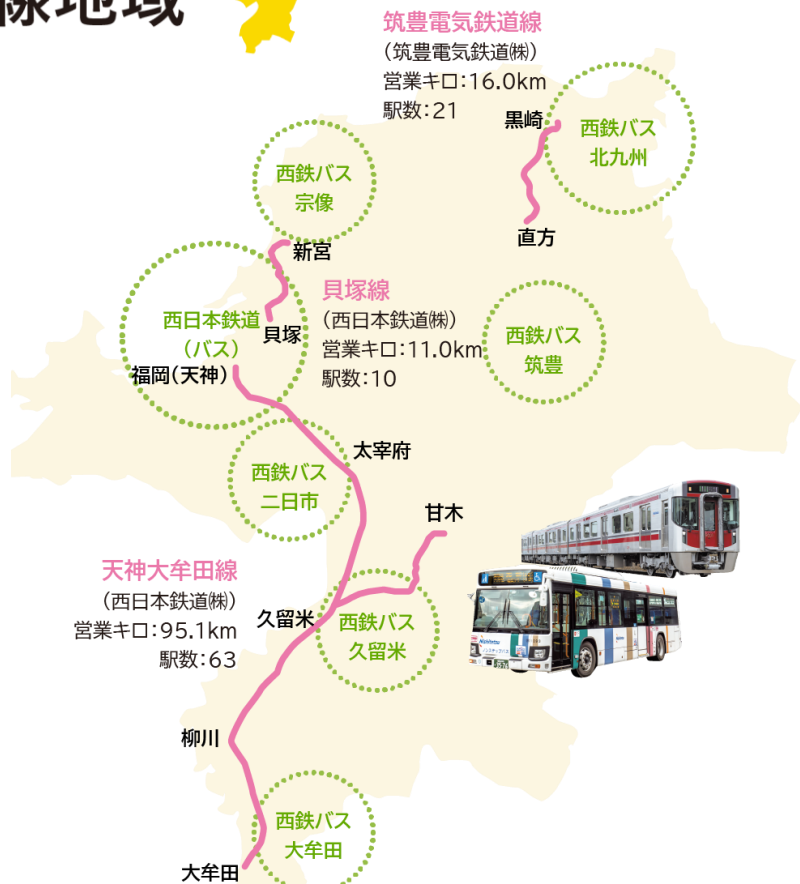 線地域
筑豊電気鉄道線
（筑豊電気鉄道㈱）
営業キロ：16.0km
駅数：21
黒崎
西鉄バス
北九州
直方
西鉄バス
宗像
新宮
貝塚線
（西日本鉄道㈱）
営業キロ：11.0km
駅数：10
西日本鉄道
（バス）
貝塚
福岡（天神）
西鉄バス
筑豊
太宰府
西鉄バス
二日市
甘木
天神大牟田線
（西日本鉄道㈱）
営業キロ：95.1km
駅数：63
久留米
西鉄バス
久留米
Nishitetsu
柳川
西鉄バス
大牟田
大牟田